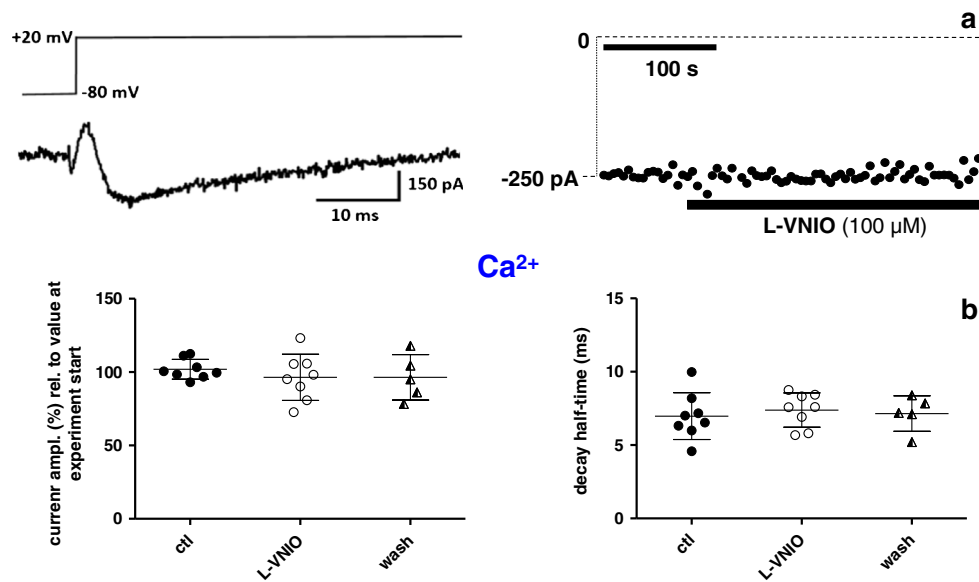 a
+20 mV
-80 mV
150 pA
10 ms
0
100 s
-250 pA
L-VNIO (100 µM)
Ca²⁺
b
currenr ampl. (%) rel. to value at
experiment start
150
100
50
0
ctl
L-VNIO
wash
decay half-time (ms)
15
10
5
0
ctl
L-VNIO
wash